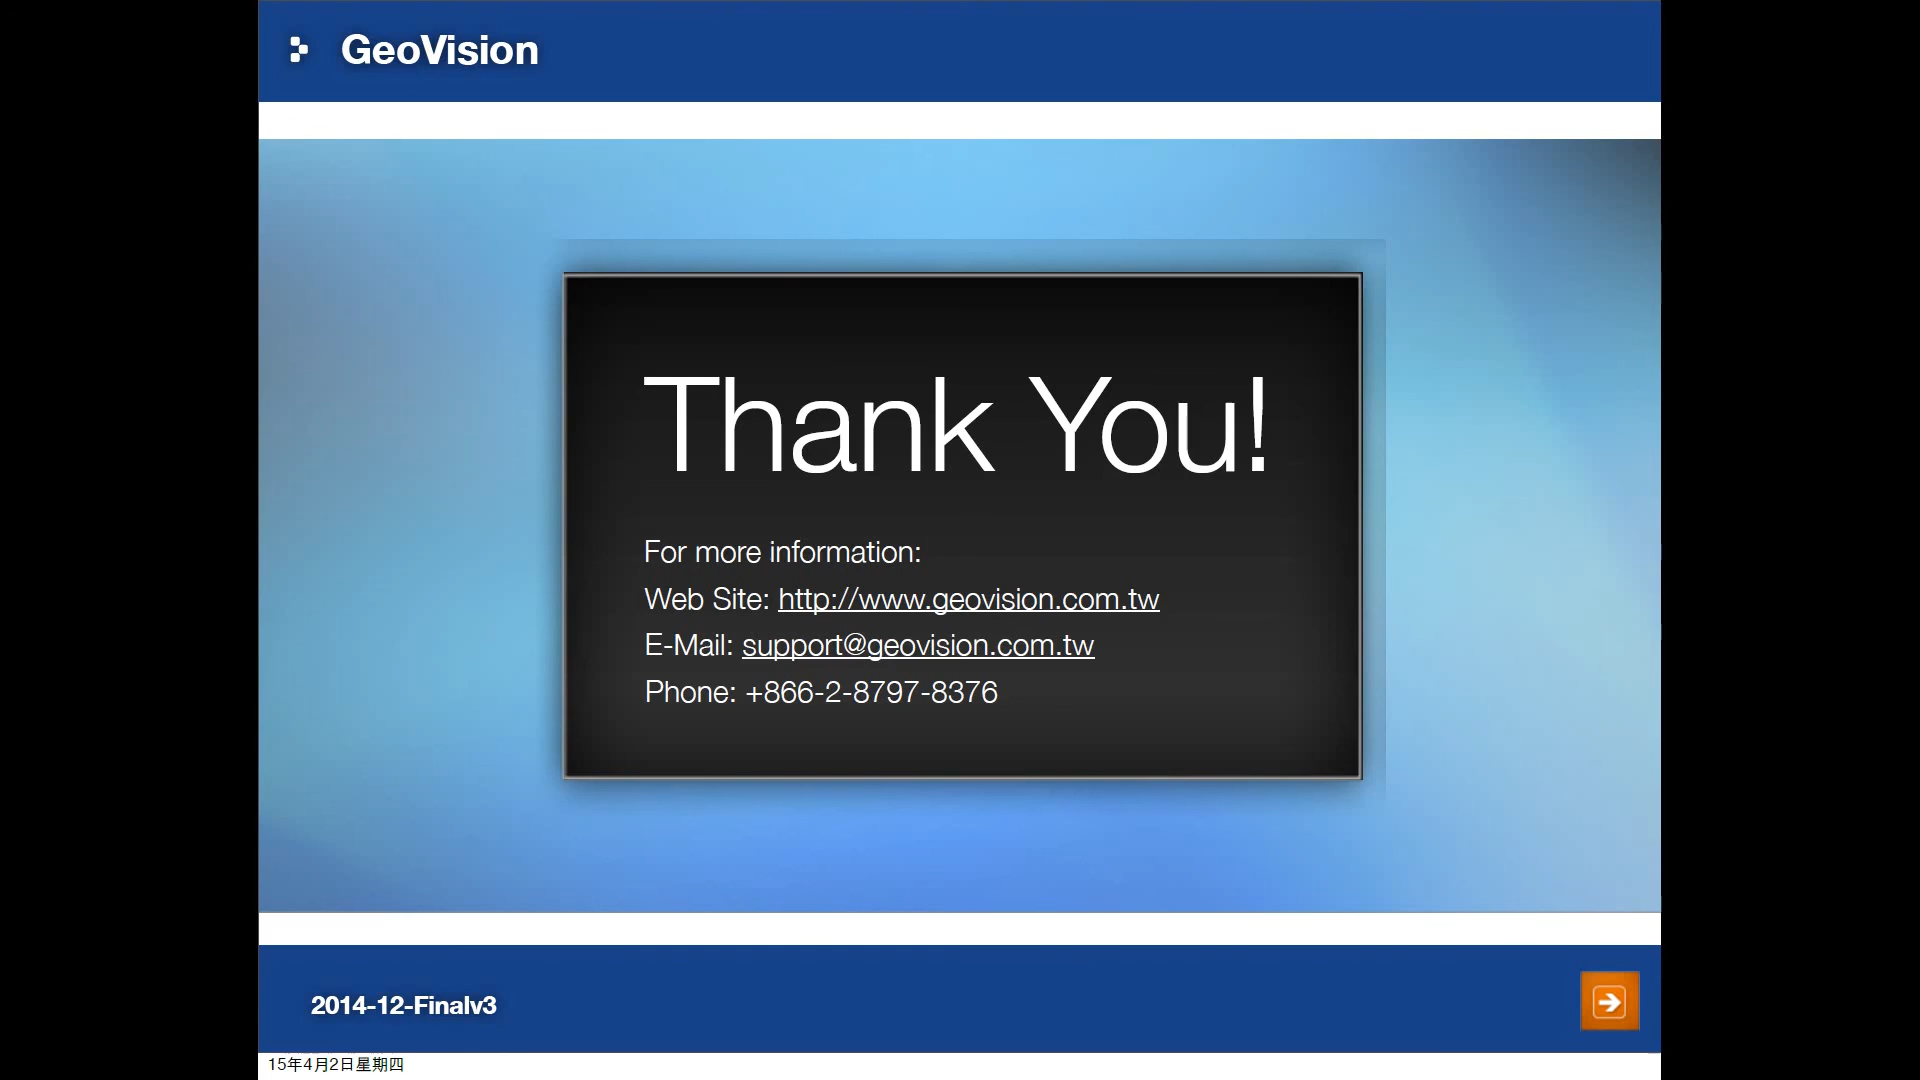 GeoVision
Thank You!
For more information:
Web Site: http://www.geovision.com.tw
E-Mail: support@geovision.com.tw
Phone: +866-2-8797-8376
2014-12-Finalv3
15年4月2日星期四